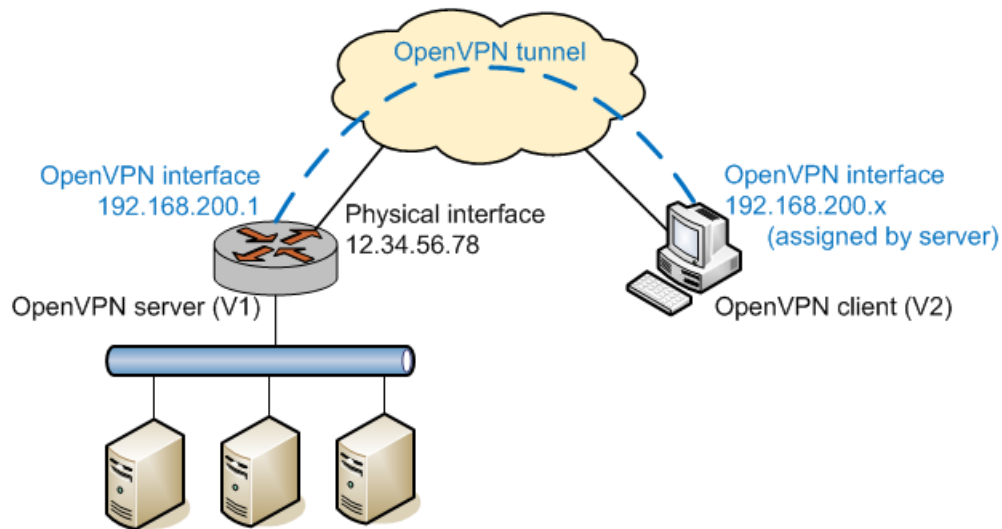 OpenVPN tunnel
OpenVPN interface
192.168.200.1
Physical interface
12.34.56.78
OpenVPN server (V1)
OpenVPN interface
192.168.200.x
(assigned by server)
OpenVPN client (V2)